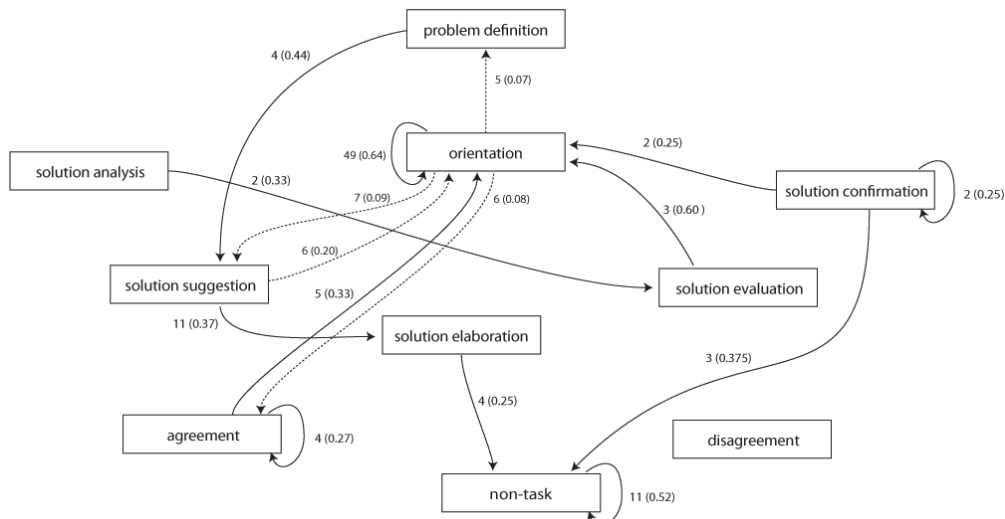 problem definition
4 (0.44)
5 (0.07)
orientation
49 (0.64)
2 (0.25)
solution analysis
2 (0.33)
solution confirmation
2 (0.25)
7 (0.09)
6 (0.08)
3 (0.60 )
6 (0.20)
solution suggestion
5 (0.33)
solution evaluation
11 (0.37)
solution elaboration
3 (0.375)
4 (0.25)
agreement
4 (0.27)
disagreement
non-task
11 (0.52)